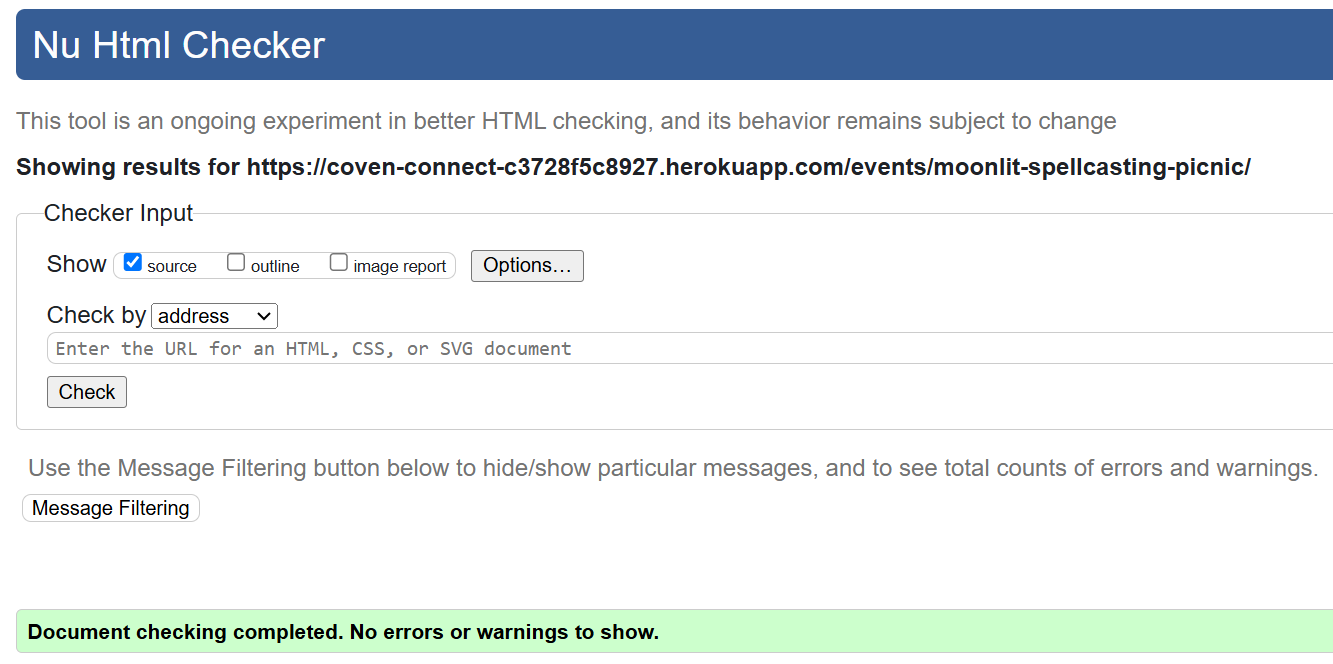 Nu Html Checker
This tool is an ongoing experiment in better HTML checking, and its behavior remains subject to change
Showing results for https://coven-connect-c3728f5c8927.herokuapp.com/events/moonlit-spellcasting-picnic/
Checker Input
Show source outline image report Options…
Check by address
Enter the URL for an HTML, CSS, or SVG document
Check
Use the Message Filtering button below to hide/show particular messages, and to see total counts of errors and warnings.
Message Filtering
Document checking completed. No errors or warnings to show.